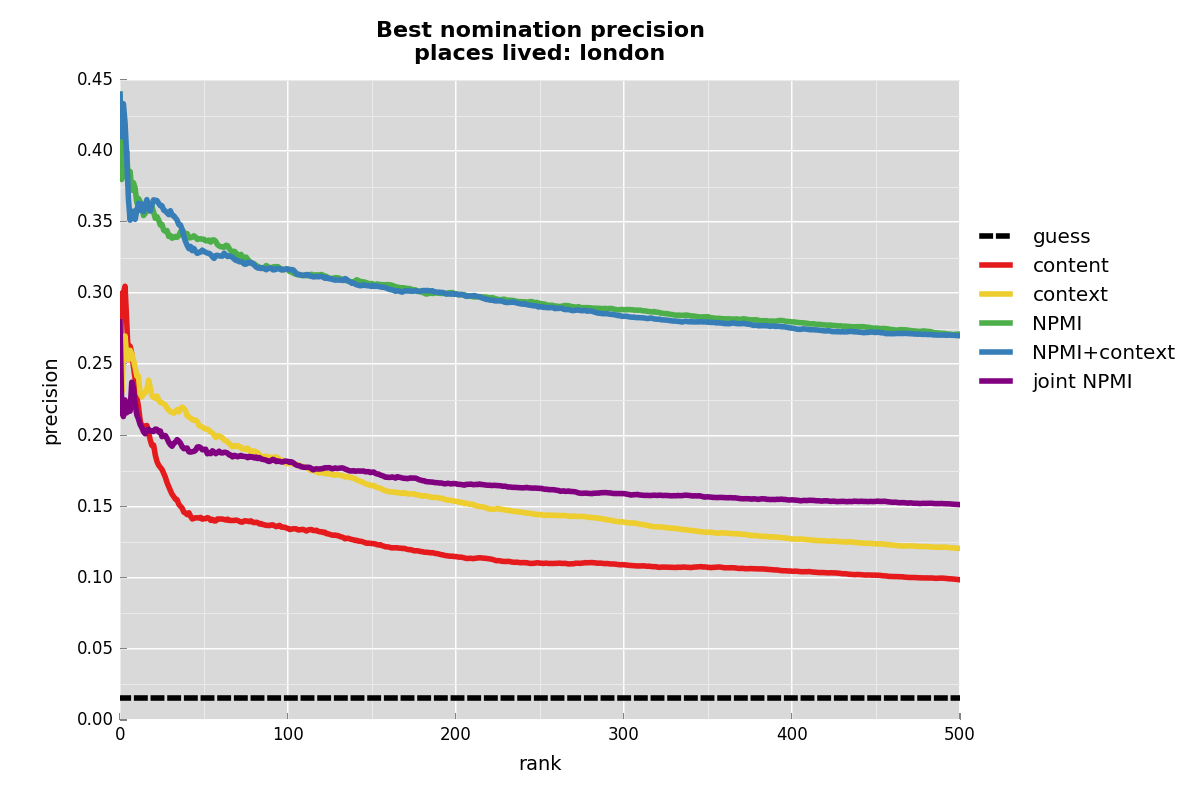 Best nomination precision
places lived: london
precision
0.45
0.40
0.35
0.30
0.25
0.20
0.15
0.10
0.05
0.00
0 100 200 300 400 500
rank
guess
content
context
NPMI
NPMI+context
joint NPMI